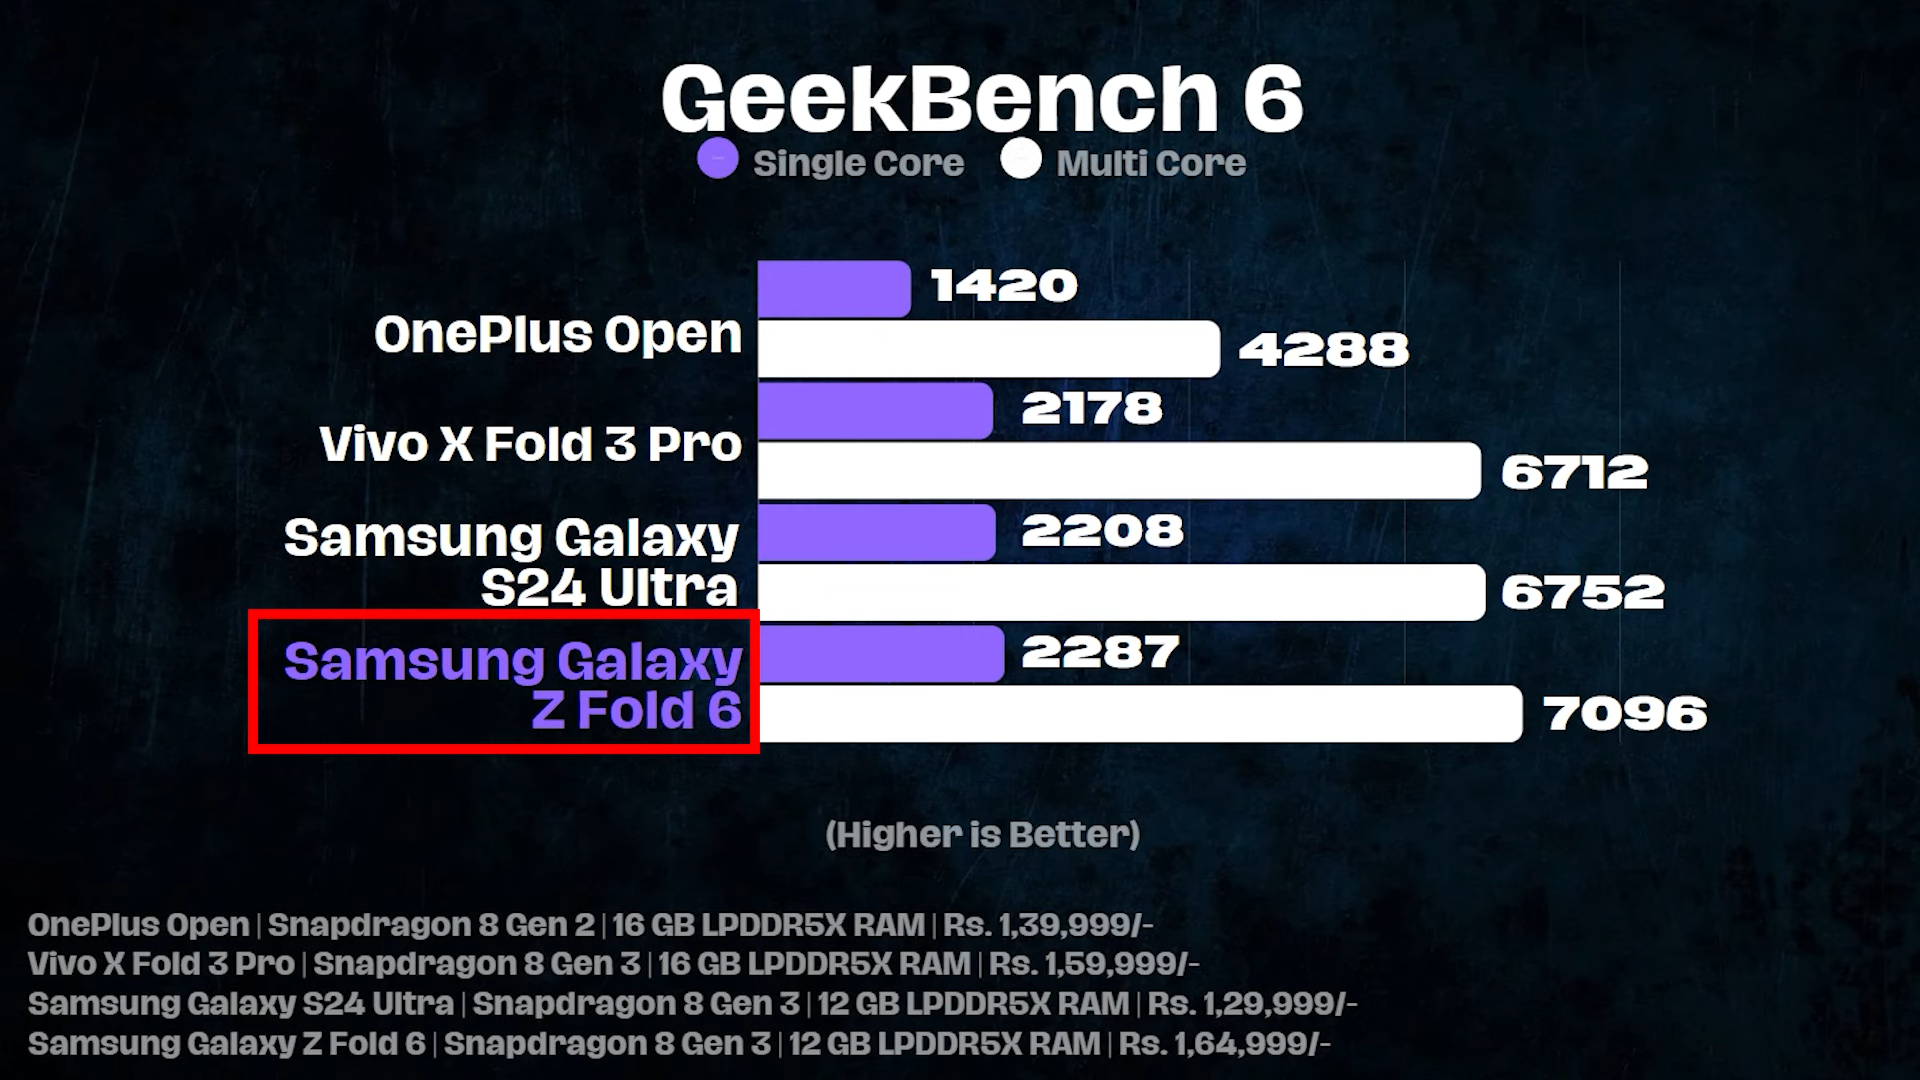 GeekBench 6
Single Core Multi Core
1420
OnePlus Open
4288
2178
Vivo X Fold 3 Pro
6712
2208
Samsung Galaxy
S24 Ultra
6752
2287
Samsung Galaxy
Z Fold 6
7096
(Higher is Better)
OnePlus Open | Snapdragon 8 Gen 2 | 16 GB LPDDR5X RAM | Rs. 1,39,999/-
Vivo X Fold 3 Pro | Snapdragon 8 Gen 3 | 16 GB LPDDR5X RAM | Rs. 1,59,999/-
Samsung Galaxy S24 Ultra | Snapdragon 8 Gen 3 | 12 GB LPDDR5X RAM | Rs. 1,29,999/-
Samsung Galaxy Z Fold 6 | Snapdragon 8 Gen 3 | 12 GB LPDDR5X RAM | Rs. 1,64,999/-